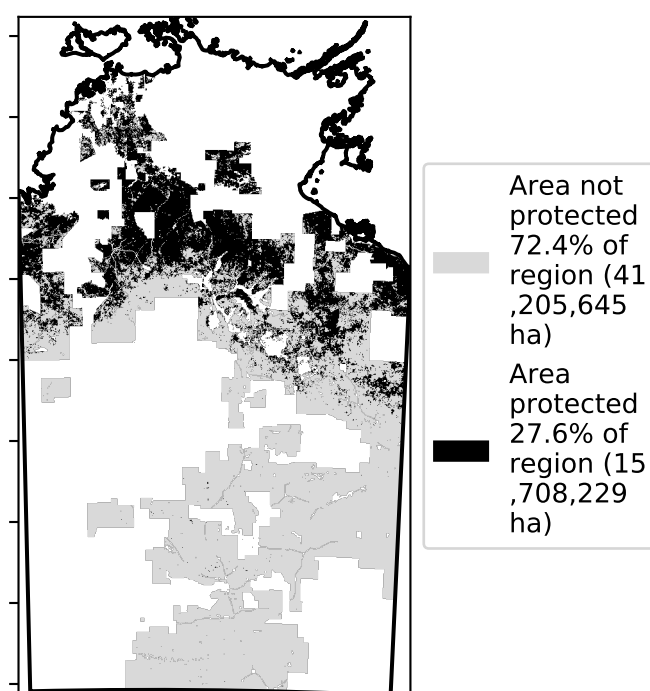 Area not
protected
72.4% of
region (41
,205,645
ha)
Area
protected
27.6% of
region (15
,708,229
ha)